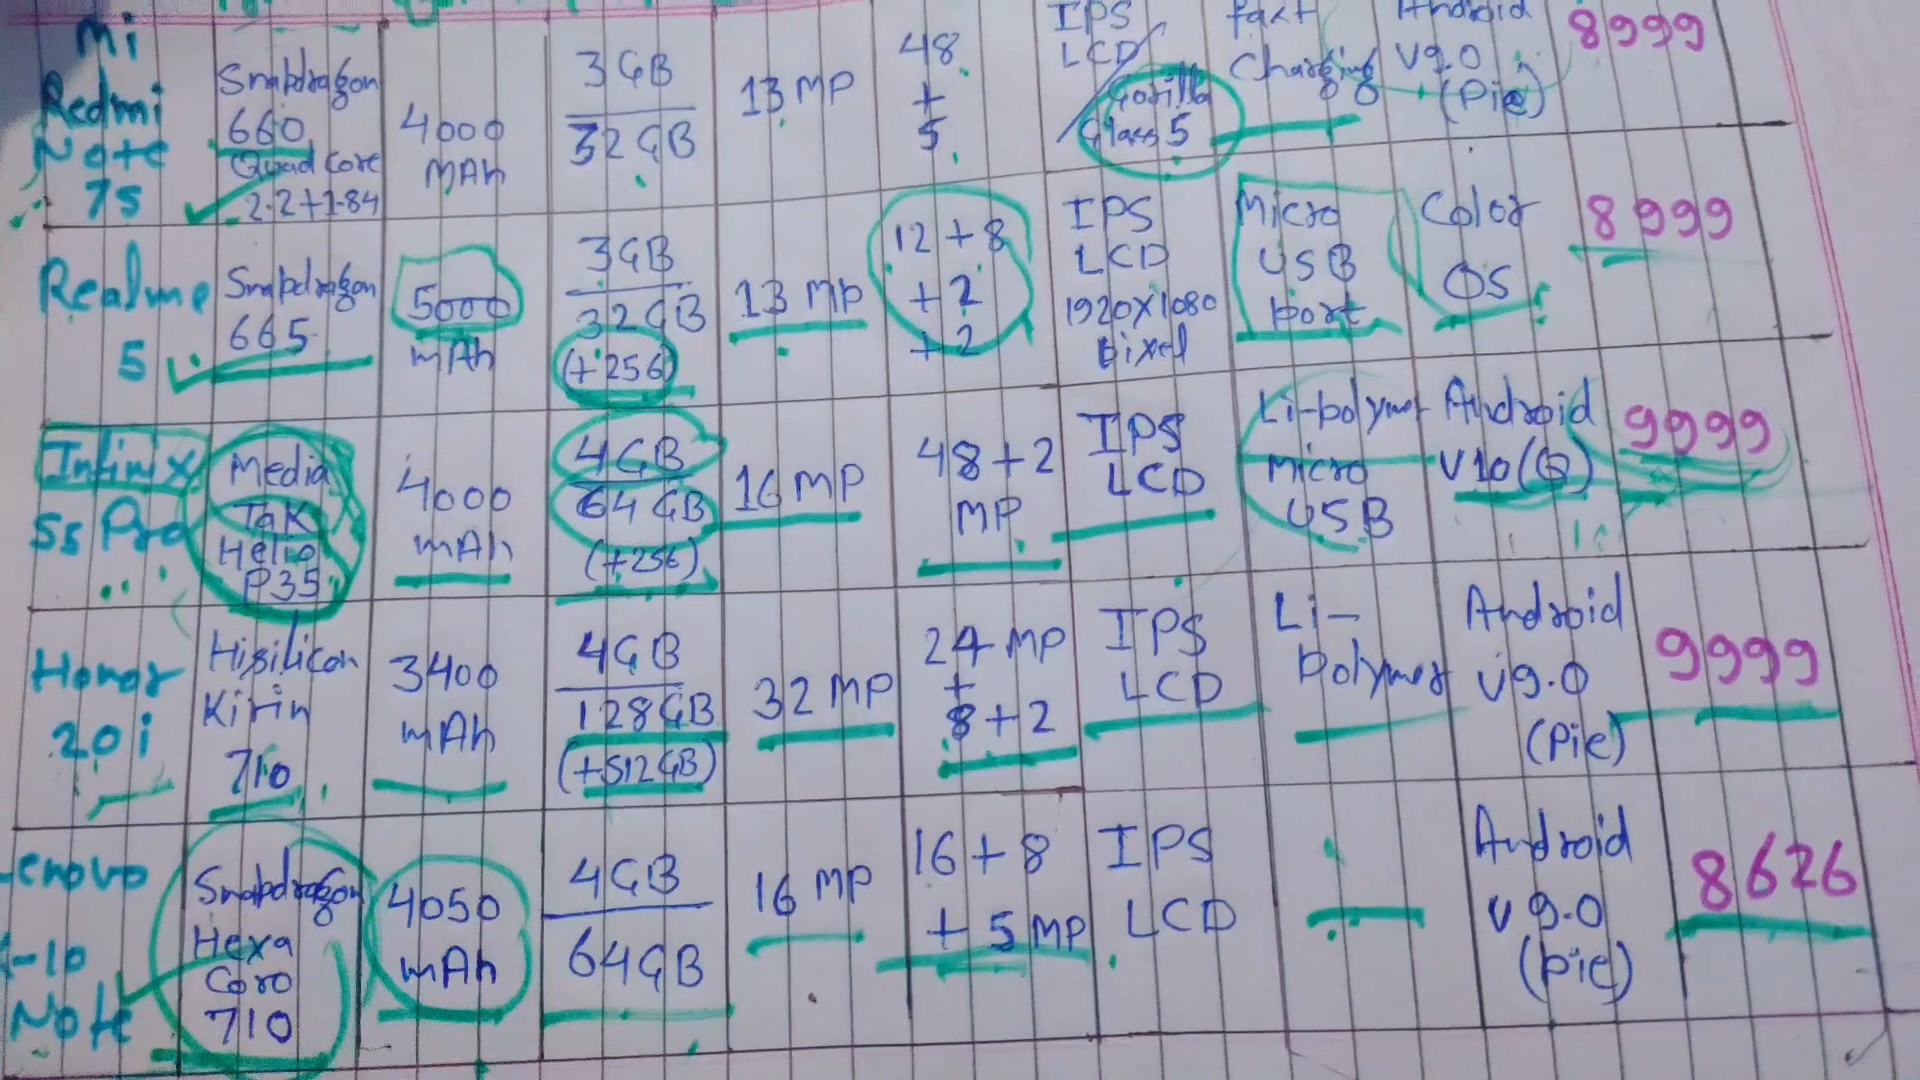 Mi
Redmi
Note
7S
Snapdragon
660
Quad Core
2.2+1.84
4000
MAh
3GB
32GB
13 MP
48
+
5
IPS
LCD
Gorilla
Glass 5
fast
Charging
Android
V9.0
(Pie)
8999
Realme
5
Snapdragon
665
5000
mAh
3GB
32GB
(+256)
13 MP
12+8
+2
+2
IPS
LCD
1920X1080
Pixel
Micro
USB
Port
Color
OS
8999
Infinix
S5 Pro
Media
Tak
Helio
P35
4000
mAh
4GB
64GB
(+256)
16 MP
48+2
MP
IPS
LCD
Li-polymer
Micro
USB
Android
V10(Q)
9999
Honor
20i
Hisilicon
Kirin
710
3400
mAh
4GB
128GB
(+512GB)
32 MP
24 MP
+
8+2
IPS
LCD
Li-
Polymer
Android
v9.0
(Pie)
9999
enovo
-10
Note
Snapdragon
Hexa
Coro
710
4050
mAh
4GB
64GB
16 MP
16+8
+ 5 MP
IPS
LCD
Android
v 9.0
(pie)
8626